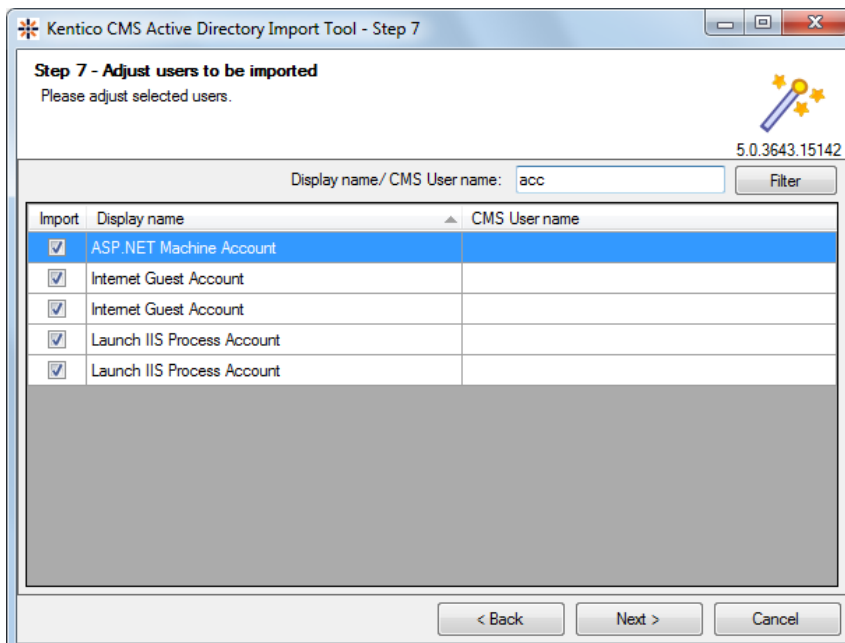 Kentico CMS Active Directory Import Tool - Step 7
Step 7 - Adjust users to be imported
Please adjust selected users.
5.0.3643.15142
Display name/ CMS User name: acc Filter
Import Display name CMS User name
ASP.NET Machine Account
Internet Guest Account
Internet Guest Account
Launch IIS Process Account
Launch IIS Process Account
< Back Next > Cancel